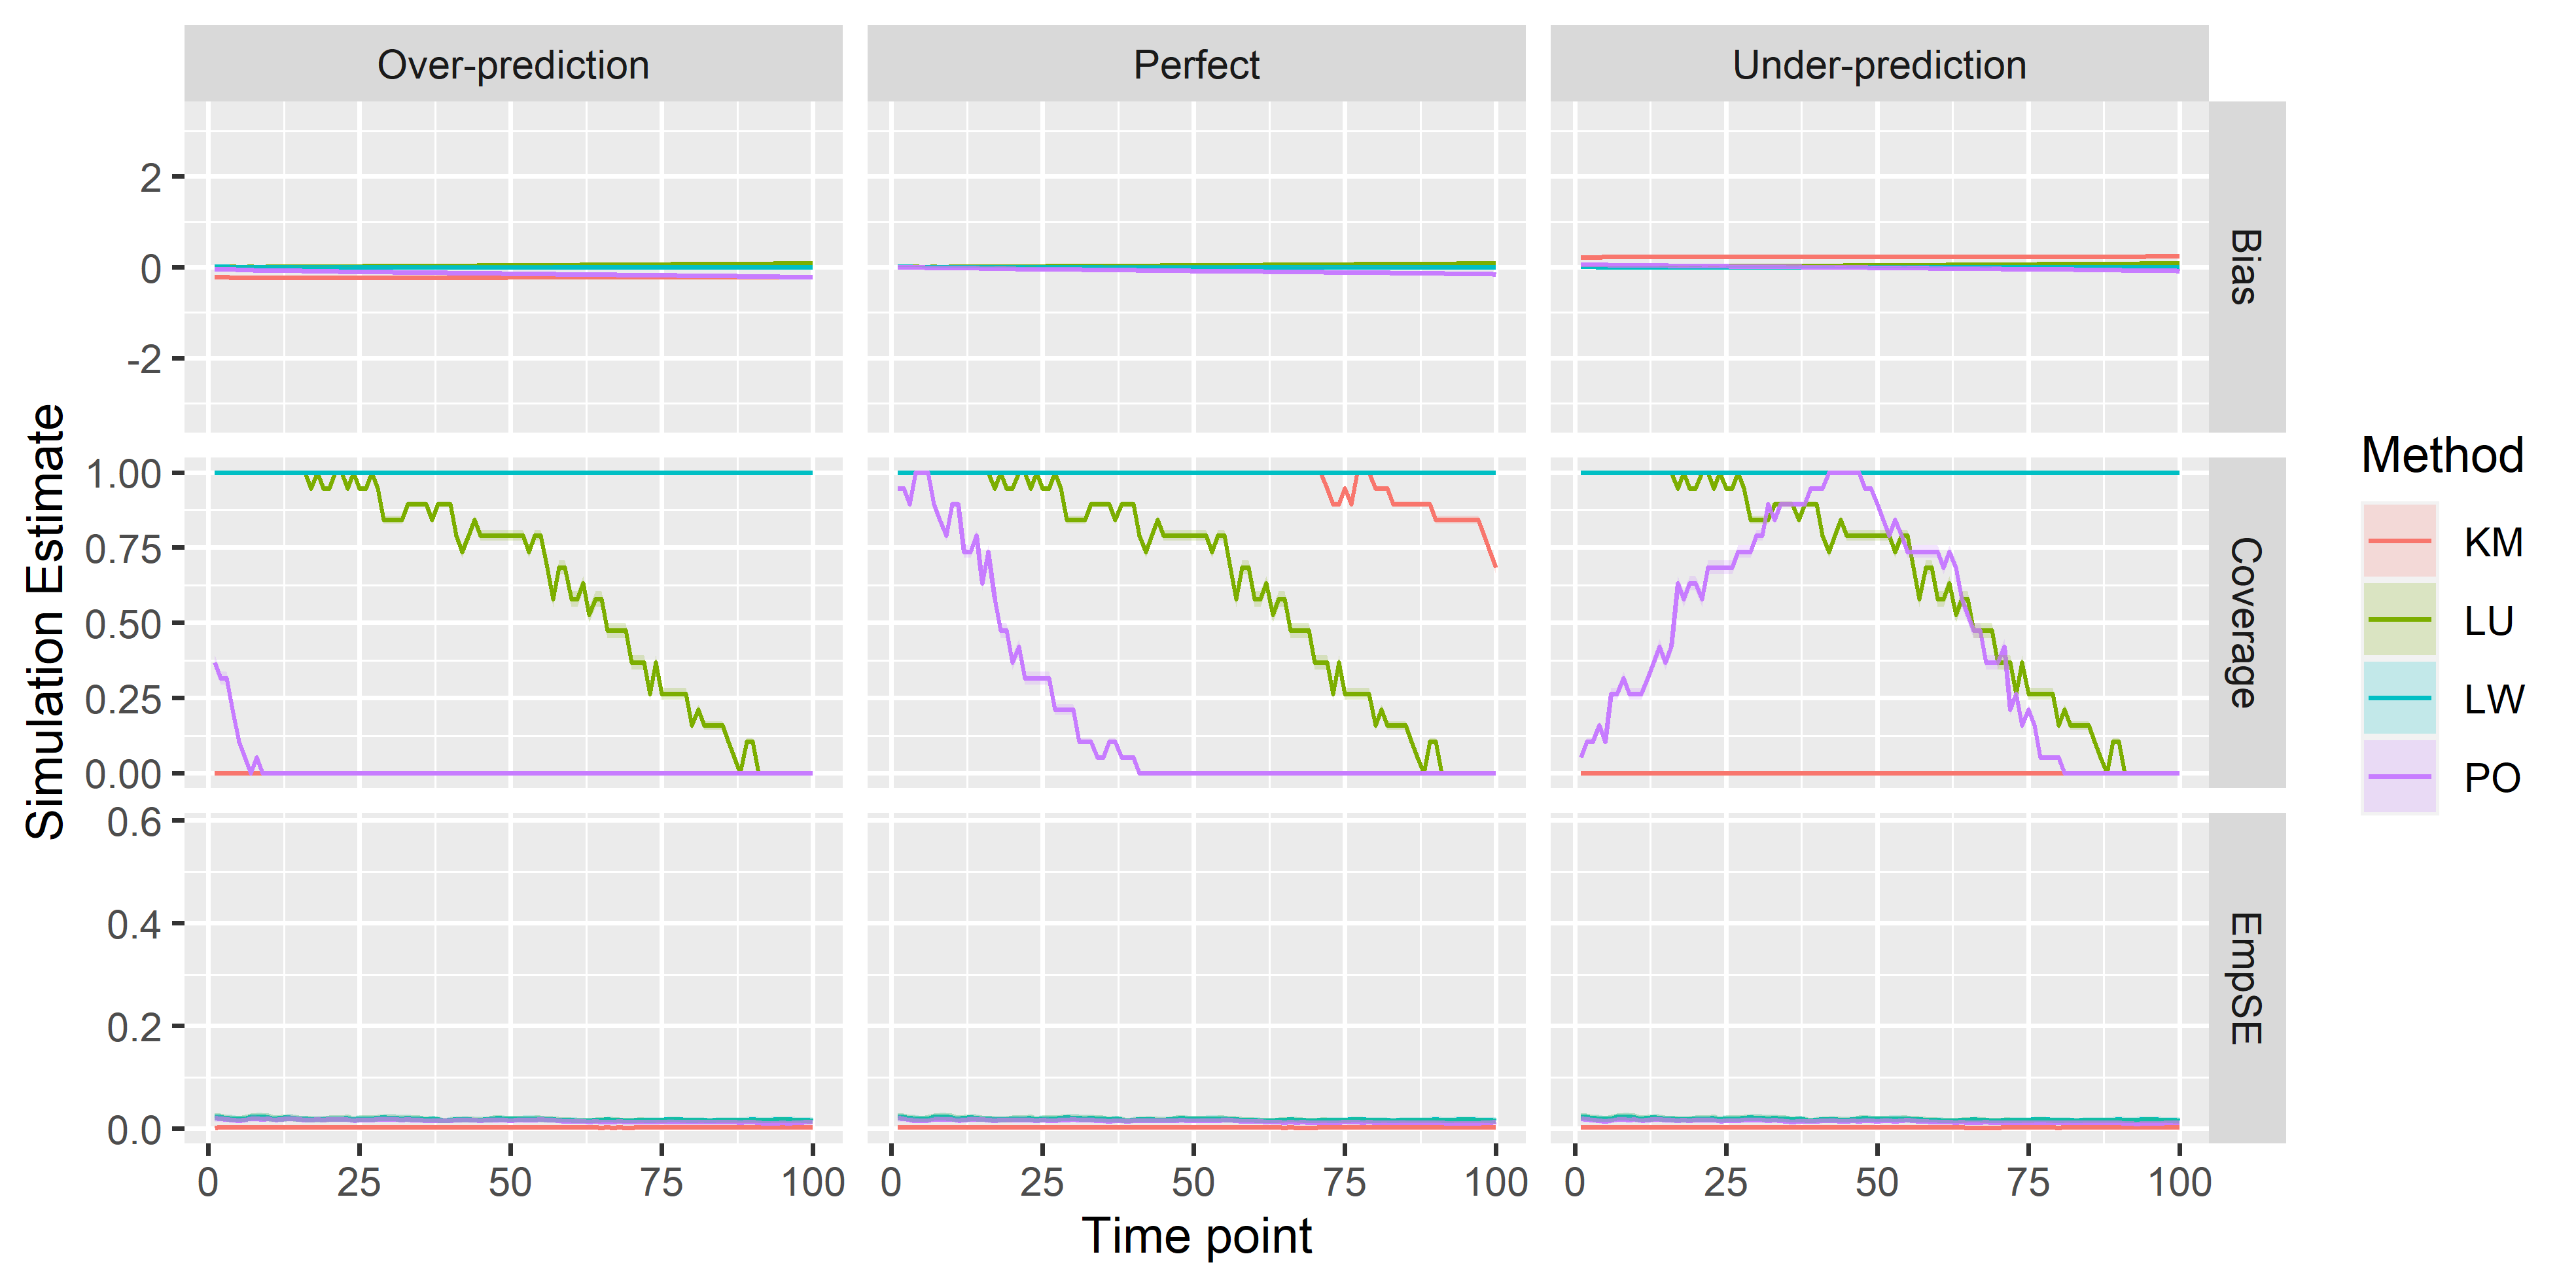 Over-prediction
Perfect
Under-prediction
2
0
-2
Bias
1.00
0.75
0.50
0.25
0.00
Coverage
0.6
0.4
0.2
0.0
EmpSE
0
25
50
75
100
0
25
50
75
100
0
25
50
75
100
Time point
Simulation Estimate
Method
KM
LU
LW
PO